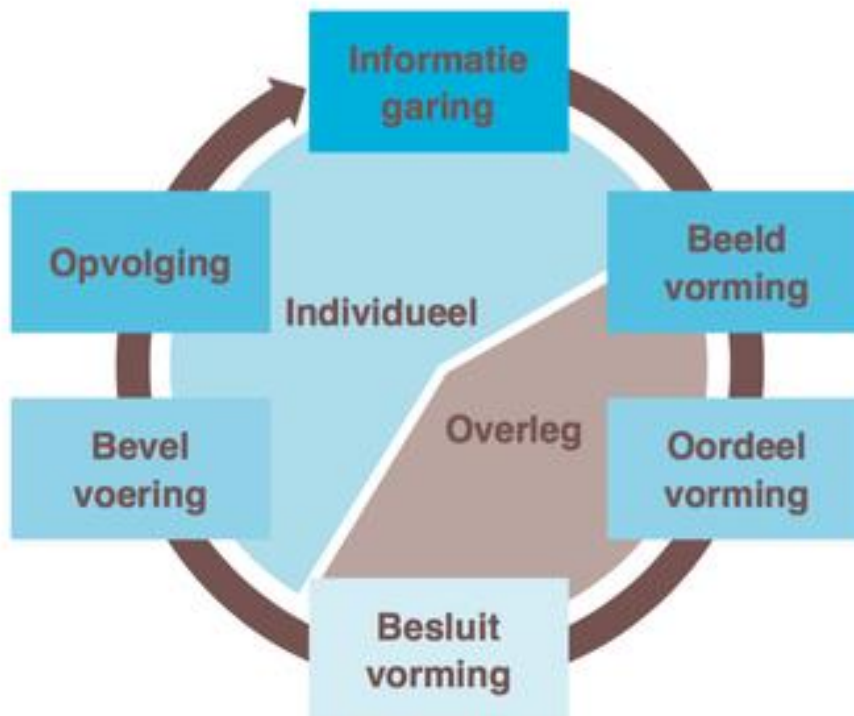 Informatie
garing
Beeld
vorming
Oordeel
vorming
Besluit
vorming
Bevel
voering
Opvolging
Individueel
Overleg